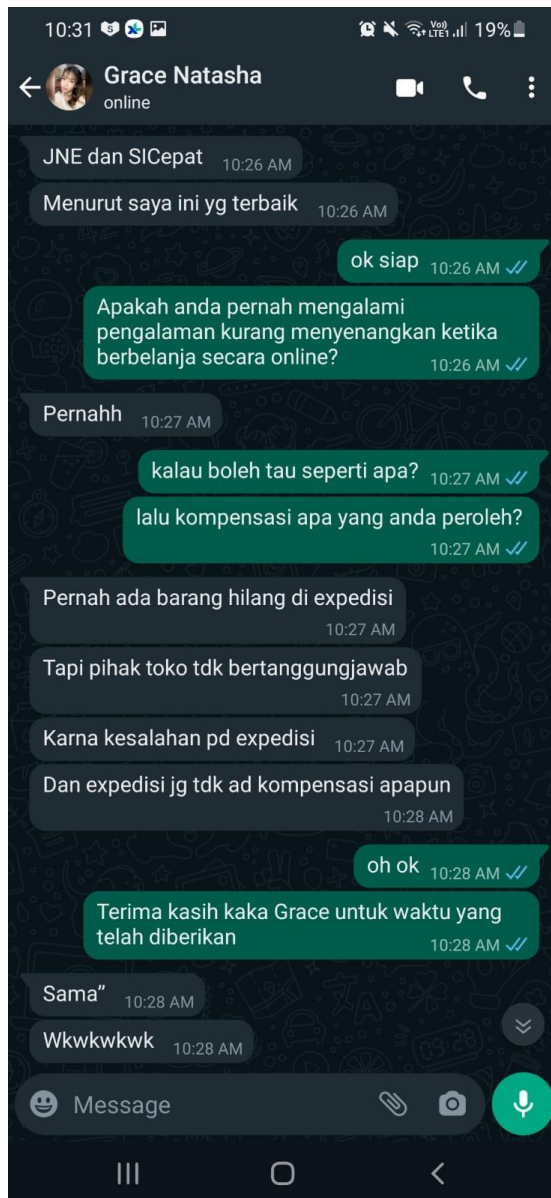 10:31 19%
Grace Natasha
online
JNE dan SICepat 10:26 AM
Menurut saya ini yg terbaik 10:26 AM
ok siap 10:26 AM
Apakah anda pernah mengalami
pengalaman kurang menyenangkan ketika
berbelanja secara online? 10:26 AM
Pernahh 10:27 AM
kalau boleh tau seperti apa? 10:27 AM
lalu kompensasi apa yang anda peroleh?
10:27 AM
Pernah ada barang hilang di expedisi
10:27 AM
Tapi pihak toko tdk bertanggungjawab
10:27 AM
Karna kesalahan pd expedisi 10:27 AM
Dan expedisi jg tdk ad kompensasi apapun
10:28 AM
oh ok 10:28 AM
Terima kasih kaka Grace untuk waktu yang
telah diberikan 10:28 AM
Sama” 10:28 AM
Wkwkwkwk 10:28 AM
Message